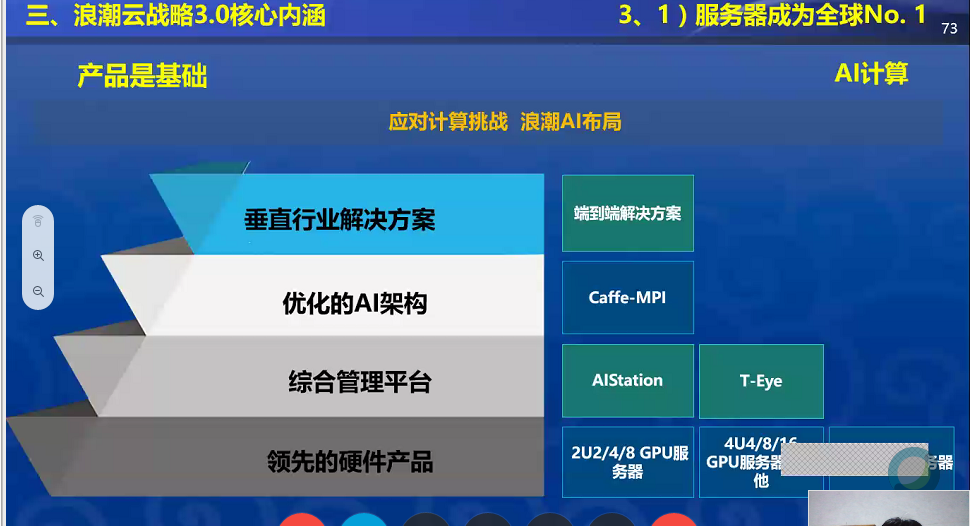 三、浪潮云战略3.0核心内涵
3、1）服务器成为全球No. 1
73
产品是基础
AI计算
应对计算挑战 浪潮AI布局
垂直行业解决方案
端到端解决方案
优化的AI架构
Caffe-MPI
综合管理平台
AIStation
T-Eye
领先的硬件产品
2U2/4/8 GPU服
务器
4U4/8/16
GPU服务器
他
务器